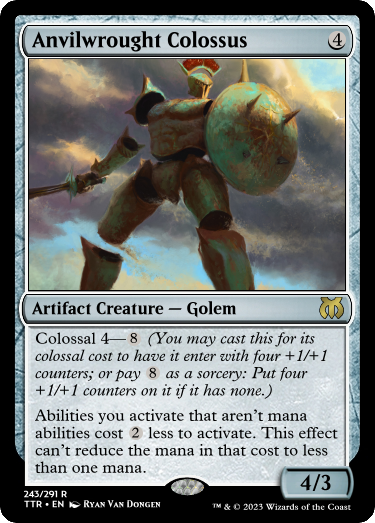 Anvilwrought Colossus 4
Artifact Creature — Golem
Colossal 4—8 (You may cast this for its
colossal cost to have it enter with four +1/+1
counters; or pay 8 as a sorcery: Put four
+1/+1 counters on it if it has none.)
Abilities you activate that aren't mana
abilities cost 2 less to activate. This effect
can't reduce the mana in that cost to less
than one mana.
4/3
243/291 R
TTR • EN Ryan Van Dongen
™ & © 2023 Wizards of the Coast